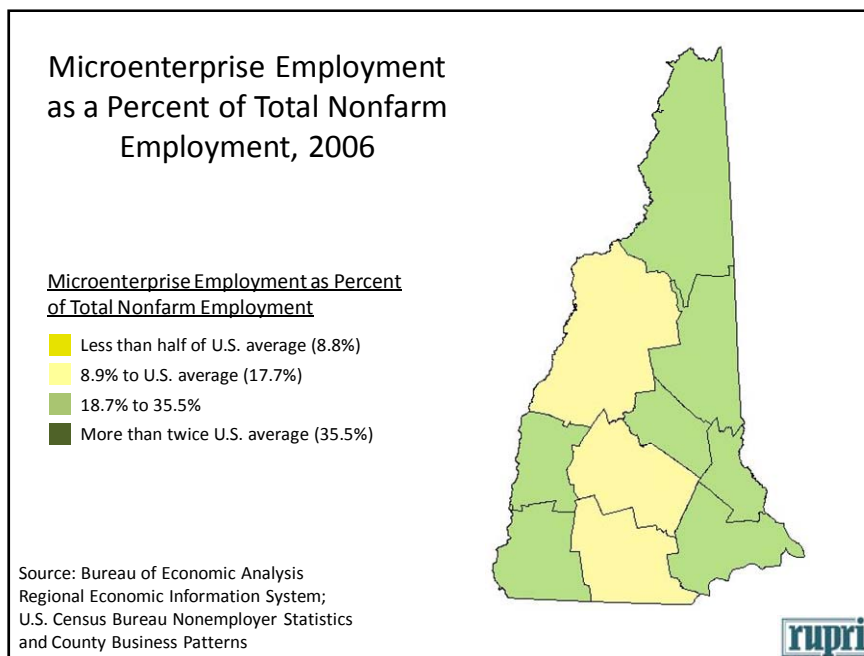 Microenterprise Employment
as a Percent of Total Nonfarm
Employment, 2006
Microenterprise Employment as Percent
of Total Nonfarm Employment
Less than half of U.S. average (8.8%)
8.9% to U.S. average (17.7%)
18.7% to 35.5%
More than twice U.S. average (35.5%)
Source: Bureau of Economic Analysis
Regional Economic Information System;
U.S. Census Bureau Nonemployer Statistics
and County Business Patterns
rupri